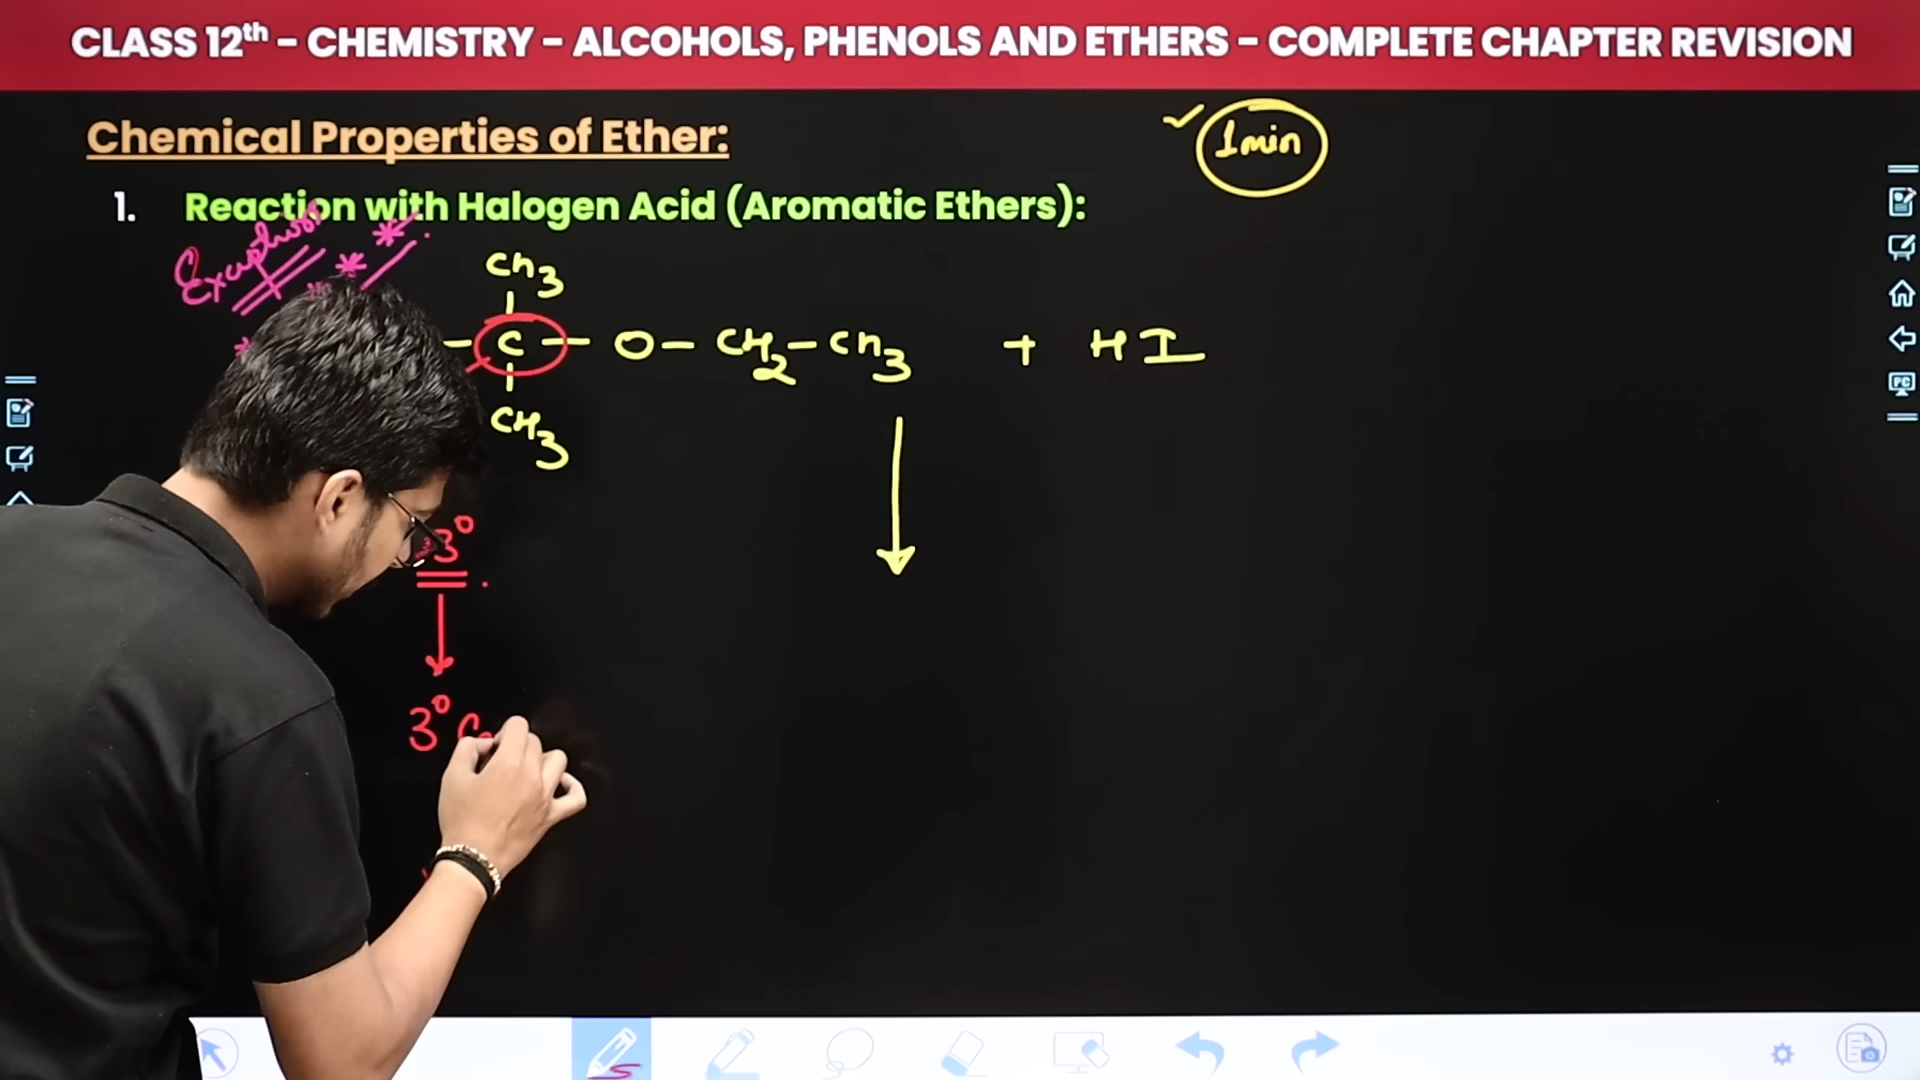 CLASS 12th – CHEMISTRY – ALCOHOLS, PHENOLS AND ETHERS – COMPLETE CHAPTER REVISION
Chemical Properties of Ether:
1min
1. Reaction with Halogen Acid (Aromatic Ethers):
Exception
CH3
– C – O – CH2 – CH3 + HI
CH3
3°
3° C
PC